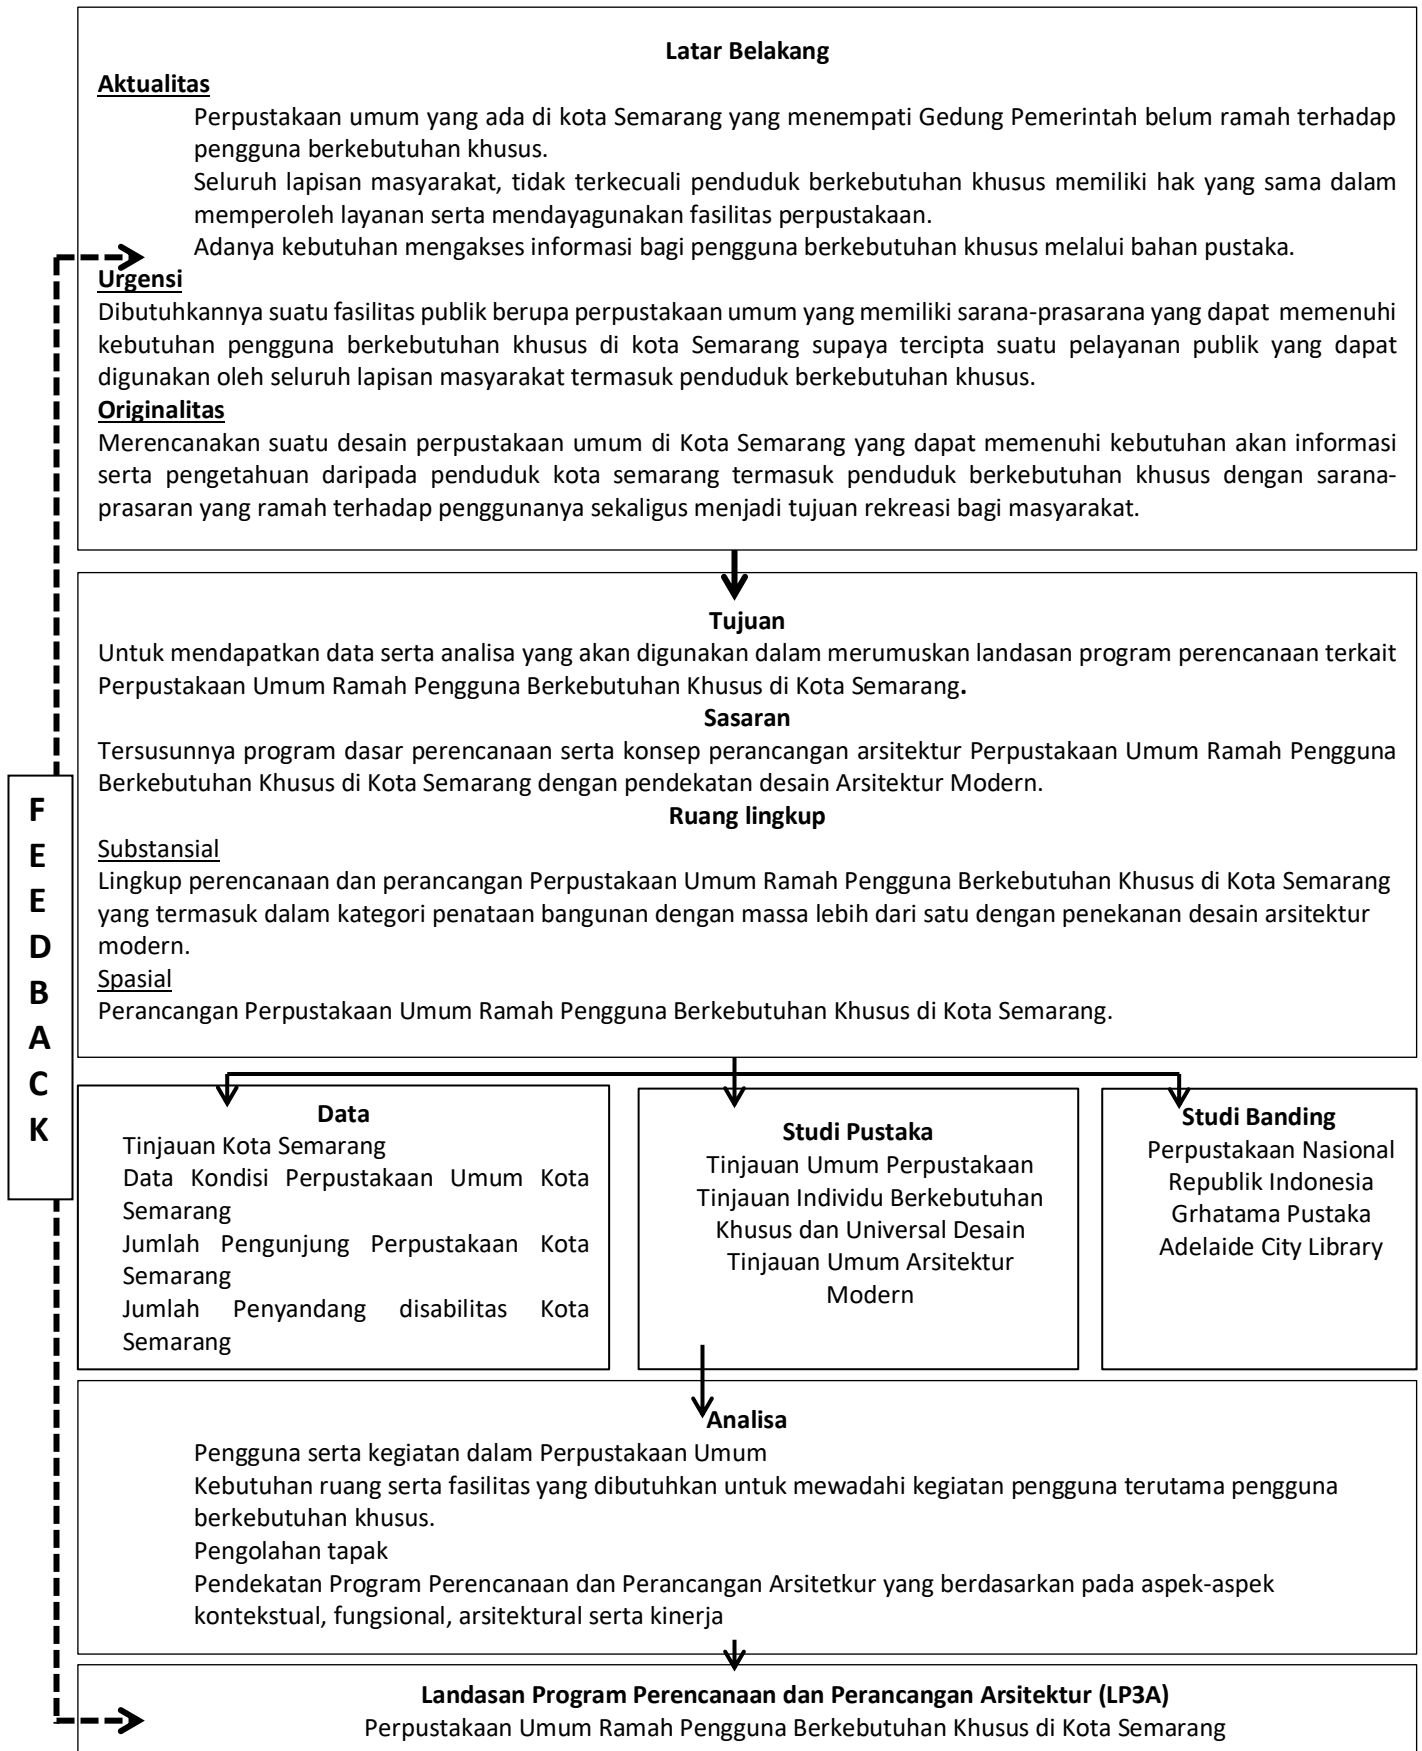 Latar Belakang
Aktualitas
Perpustakaan umum yang ada di kota Semarang yang menempati Gedung Pemerintah belum ramah terhadap
pengguna berkebutuhan khusus.
Seluruh lapisan masyarakat, tidak terkecuali penduduk berkebutuhan khusus memiliki hak yang sama dalam
memperoleh layanan serta mendayagunakan fasilitas perpustakaan.
Adanya kebutuhan mengakses informasi bagi pengguna berkebutuhan khusus melalui bahan pustaka.
Urgensi
Dibutuhkannya suatu fasilitas publik berupa perpustakaan umum yang memiliki sarana-prasarana yang dapat memenuhi
kebutuhan pengguna berkebutuhan khusus di kota Semarang supaya tercipta suatu pelayanan publik yang dapat
digunakan oleh seluruh lapisan masyarakat termasuk penduduk berkebutuhan khusus.
Originalitas
Merencanakan suatu desain perpustakaan umum di Kota Semarang yang dapat memenuhi kebutuhan akan informasi
serta pengetahuan daripada penduduk kota semarang termasuk penduduk berkebutuhan khusus dengan sarana-
prasaran yang ramah terhadap penggunanya sekaligus menjadi tujuan rekreasi bagi masyarakat.
Tujuan
Untuk mendapatkan data serta analisa yang akan digunakan dalam merumuskan landasan program perencanaan terkait
Perpustakaan Umum Ramah Pengguna Berkebutuhan Khusus di Kota Semarang.
Sasaran
Tersusunnya program dasar perencanaan serta konsep perancangan arsitektur Perpustakaan Umum Ramah Pengguna
Berkebutuhan Khusus di Kota Semarang dengan pendekatan desain Arsitektur Modern.
Ruang lingkup
Substansial
Lingkup perencanaan dan perancangan Perpustakaan Umum Ramah Pengguna Berkebutuhan Khusus di Kota Semarang
yang termasuk dalam kategori penataan bangunan dengan massa lebih dari satu dengan penekanan desain arsitektur
modern.
Spasial
Perancangan Perpustakaan Umum Ramah Pengguna Berkebutuhan Khusus di Kota Semarang.
F
E
E
D
B
A
C
K
Data
Tinjauan Kota Semarang
Data Kondisi Perpustakaan Umum Kota
Semarang
Jumlah Pengunjung Perpustakaan Kota
Semarang
Jumlah Penyandang disabilitas Kota
Semarang
Studi Pustaka
Tinjauan Umum Perpustakaan
Tinjauan Individu Berkebutuhan
Khusus dan Universal Desain
Tinjauan Umum Arsitektur
Modern
Studi Banding
Perpustakaan Nasional
Republik Indonesia
Grhatama Pustaka
Adelaide City Library
Analisa
Pengguna serta kegiatan dalam Perpustakaan Umum
Kebutuhan ruang serta fasilitas yang dibutuhkan untuk mewadahi kegiatan pengguna terutama pengguna
berkebutuhan khusus.
Pengolahan tapak
Pendekatan Program Perencanaan dan Perancangan Arsitetkur yang berdasarkan pada aspek-aspek
kontekstual, fungsional, arsitektural serta kinerja
Landasan Program Perencanaan dan Perancangan Arsitektur (LP3A)
Perpustakaan Umum Ramah Pengguna Berkebutuhan Khusus di Kota Semarang